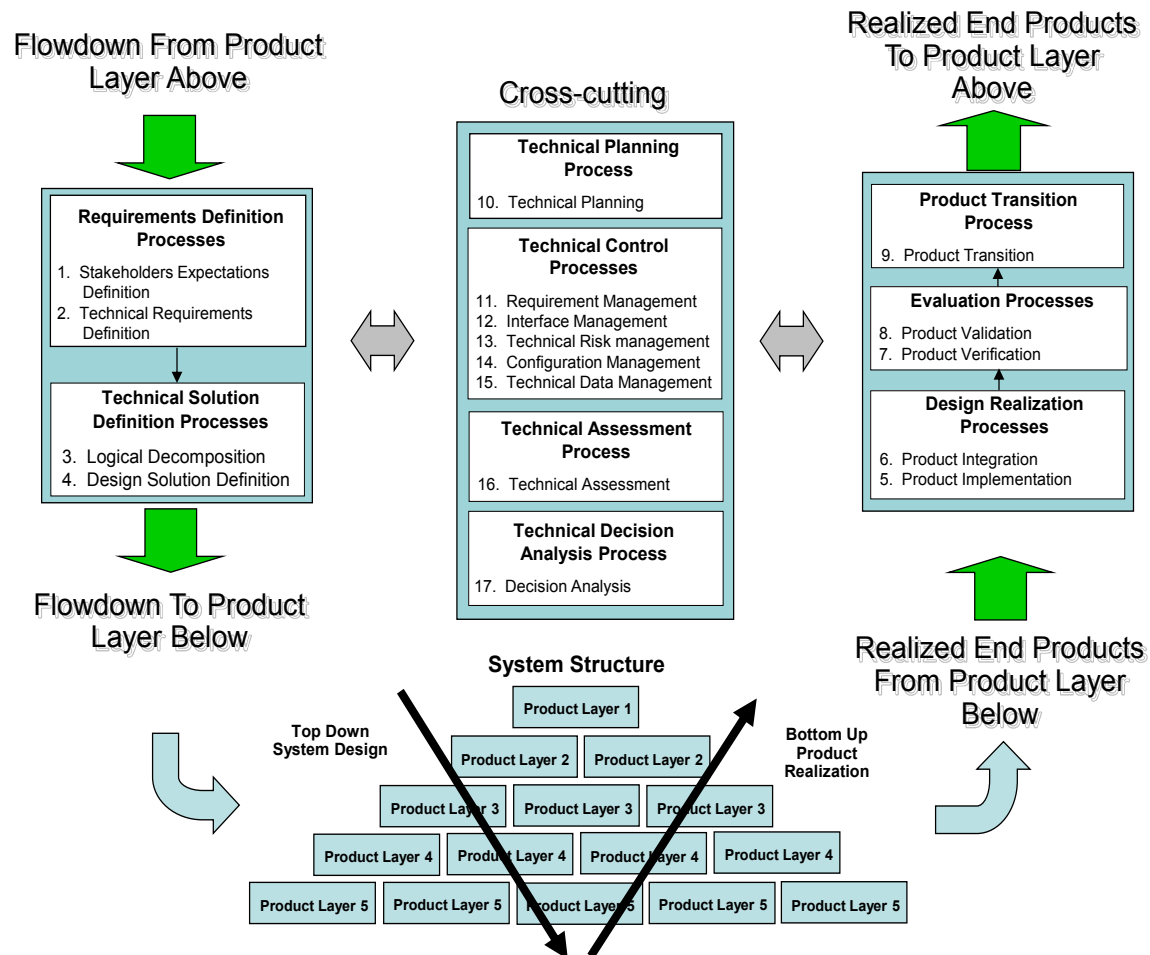 Flowdown From Product
Layer Above
Requirements Definition
Processes
1. Stakeholders Expectations
Definition
2. Technical Requirements
Definition
Technical Solution
Definition Processes
3. Logical Decomposition
4. Design Solution Definition
Flowdown To Product
Layer Below
Cross-cutting
Technical Planning
Process
10. Technical Planning
Technical Control
Processes
11. Requirement Management
12. Interface Management
13. Technical Risk management
14. Configuration Management
15. Technical Data Management
Technical Assessment
Process
16. Technical Assessment
Technical Decision
Analysis Process
17. Decision Analysis
Realized End Products
To Product Layer
Above
Product Transition
Process
9. Product Transition
Evaluation Processes
8. Product Validation
7. Product Verification
Design Realization
Processes
6. Product Integration
5. Product Implementation
Realized End Products
From Product Layer
Below
System Structure
Top Down
System Design
Bottom Up
Product
Realization
Product Layer 1
Product Layer 2 Product Layer 2
Product Layer 3 Product Layer 3 Product Layer 3
Product Layer 4 Product Layer 4 Product Layer 4 Product Layer 4
Product Layer 5 Product Layer 5 Product Layer 5 Product Layer 5 Product Layer 5